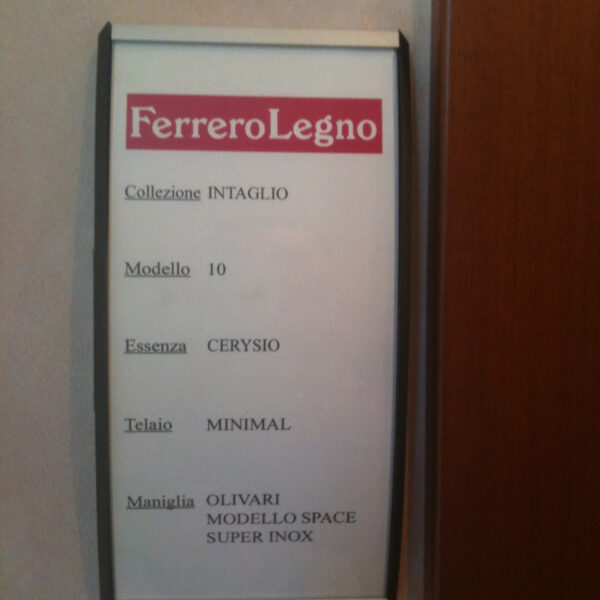 FerreroLegno
Collezione INTAGLIO
Modello 10
Essenza CERYSIO
Telaio MINIMAL
Maniglia OLIVARI
MODELLO SPACE
SUPER INOX